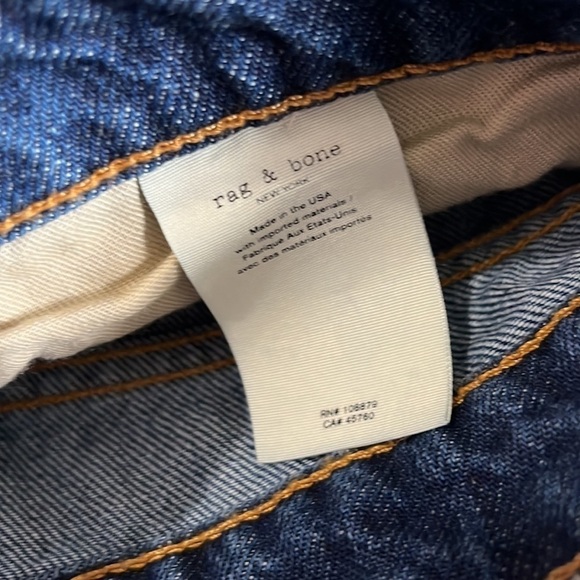 rag & bone
NEW YORK
Made in the USA
with imported materials /
Fabrique Aux Etats-Unis
avec des matériaux importés
RN# 108879
CA# 45760